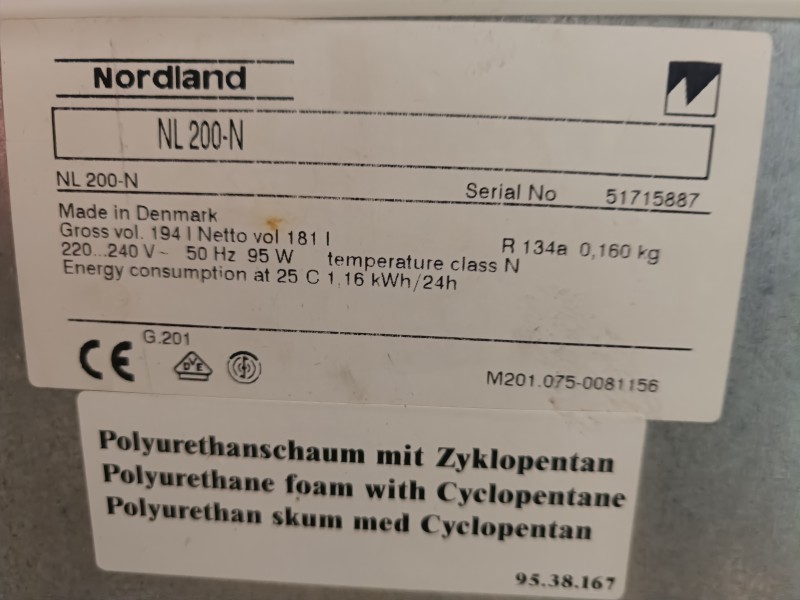 Nordland
NL 200-N
NL 200-N
Serial No 51715887
Made in Denmark
Gross vol. 194 l Netto vol 181 l
R 134a 0,160 kg
220...240 V~ 50 Hz 95 W temperature class N
Energy consumption at 25 C 1,16 kWh/24h
G.201
CE
DVE
M201.075-0081156
Polyurethanschaum mit Zyklopentan
Polyurethane foam with Cyclopentane
Polyurethan skum med Cyclopentan
95.38.167